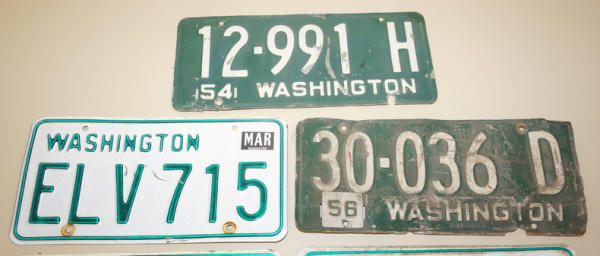 12-991 H
54 WASHINGTON
WASHINGTON MAR
ELV 715
30-036 D
56 WASHINGTON